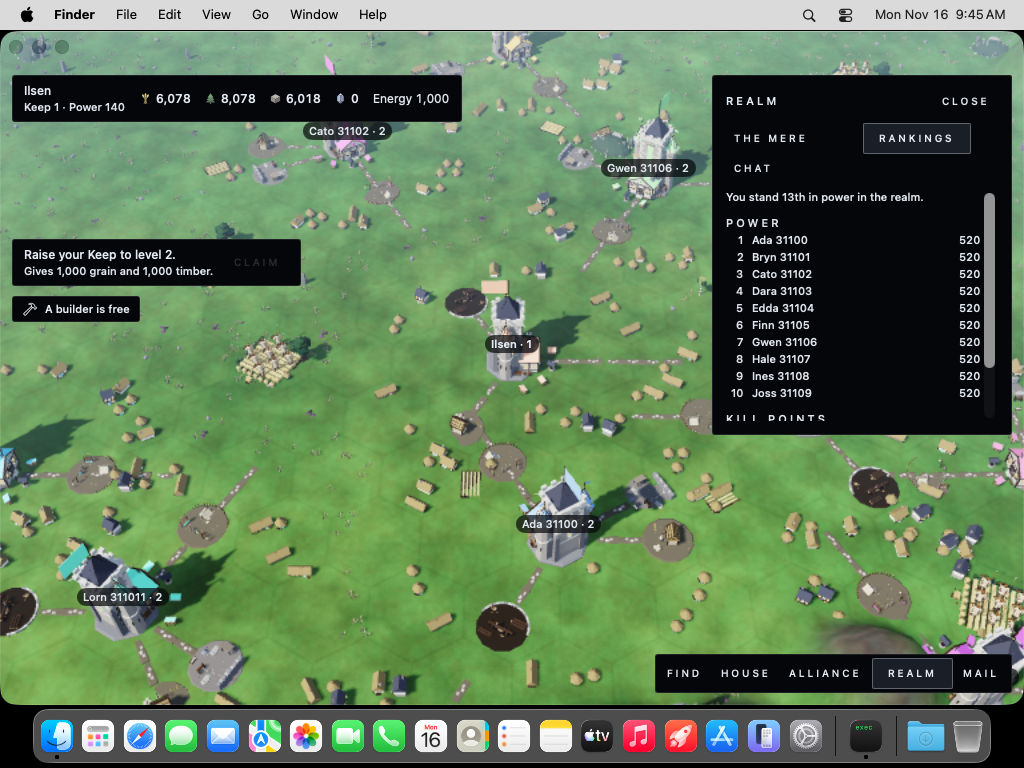 Finder File Edit View Go Window Help Mon Nov 16 9:45 AM
Ilsen
Keep 1 · Power 140 6,078 8,078 6,018 0 Energy 1,000
Cato 31102 · 2
Gwen 31106 · 2
Raise your Keep to level 2.
Gives 1,000 grain and 1,000 timber. CLAIM
A builder is free
Ilsen · 1
Ada 31100 · 2
Lorn 311011 · 2
REALM CLOSE
THE MERE RANKINGS
CHAT
You stand 13th in power in the realm.
POWER
1 Ada 31100 520
2 Bryn 31101 520
3 Cato 31102 520
4 Dara 31103 520
5 Edda 31104 520
6 Finn 31105 520
7 Gwen 31106 520
8 Hale 31107 520
9 Ines 31108 520
10 Joss 31109 520
KILL POINTS
FIND HOUSE ALLIANCE REALM MAIL
Mon
16
tv
exec